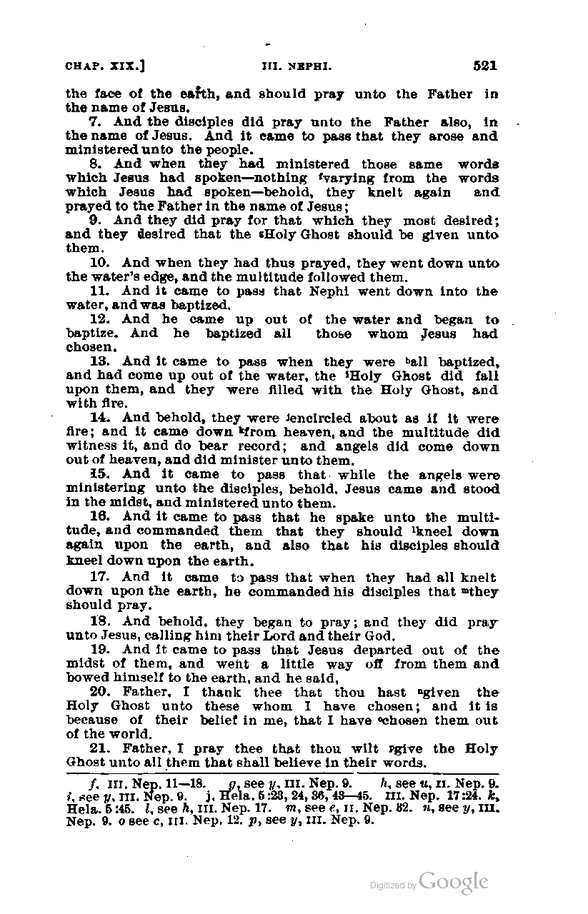 CHAP. XIX.] III. NEPHI. 521
the face of the earth, and should pray unto the Father in
the name of Jesus.
7. And the disciples did pray unto the Father also, in
the name of Jesus. And it came to pass that they arose and
ministered unto the people.
8. And when they had ministered those same words
which Jesus had spoken—nothing fvarying from the words
which Jesus had spoken—behold, they knelt again and
prayed to the Father in the name of Jesus;
9. And they did pray for that which they most desired;
and they desired that the gHoly Ghost should be given unto
them.
10. And when they had thus prayed, they went down unto
the water's edge, and the multitude followed them.
11. And it came to pass that Nephi went down into the
water, and was baptized.
12. And he came up out of the water and began to
baptize. And he baptized all those whom Jesus had
chosen.
13. And it came to pass when they were hall baptized,
and had come up out of the water, the iHoly Ghost did fall
upon them, and they were filled with the Holy Ghost, and
with fire.
14. And behold, they were jencircled about as if it were
fire; and it came down kfrom heaven, and the multitude did
witness it, and do bear record; and angels did come down
out of heaven, and did minister unto them.
15. And it came to pass that while the angels were
ministering unto the disciples, behold, Jesus came and stood
in the midst, and ministered unto them.
16. And it came to pass that he spake unto the multi-
tude, and commanded them that they should lkneel down
again upon the earth, and also that his disciples should
kneel down upon the earth.
17. And it came to pass that when they had all knelt
down upon the earth, he commanded his disciples that mthey
should pray.
18. And behold, they began to pray; and they did pray
unto Jesus, calling him their Lord and their God.
19. And it came to pass that Jesus departed out of the
midst of them, and went a little way off from them and
bowed himself to the earth, and he said,
20. Father, I thank thee that thou hast ngiven the
Holy Ghost unto these whom I have chosen; and it is
because of their belief in me, that I have ochosen them out
of the world.
21. Father, I pray thee that thou wilt pgive the Holy
Ghost unto all them that shall believe in their words.
f, III. Nep. 11—18. g, see y, III. Nep. 9. h, see u, II. Nep. 9.
i, see y, III. Nep. 9. j, Hela. 5:23, 24, 36, 43—45. III. Nep. 17:24. k,
Hela. 5:45. l, see h, III. Nep. 17. m, see e, II. Nep. 32. n, see y, III.
Nep. 9. o see c, III. Nep. 12. p, see y, III. Nep. 9.
Digitized by Google